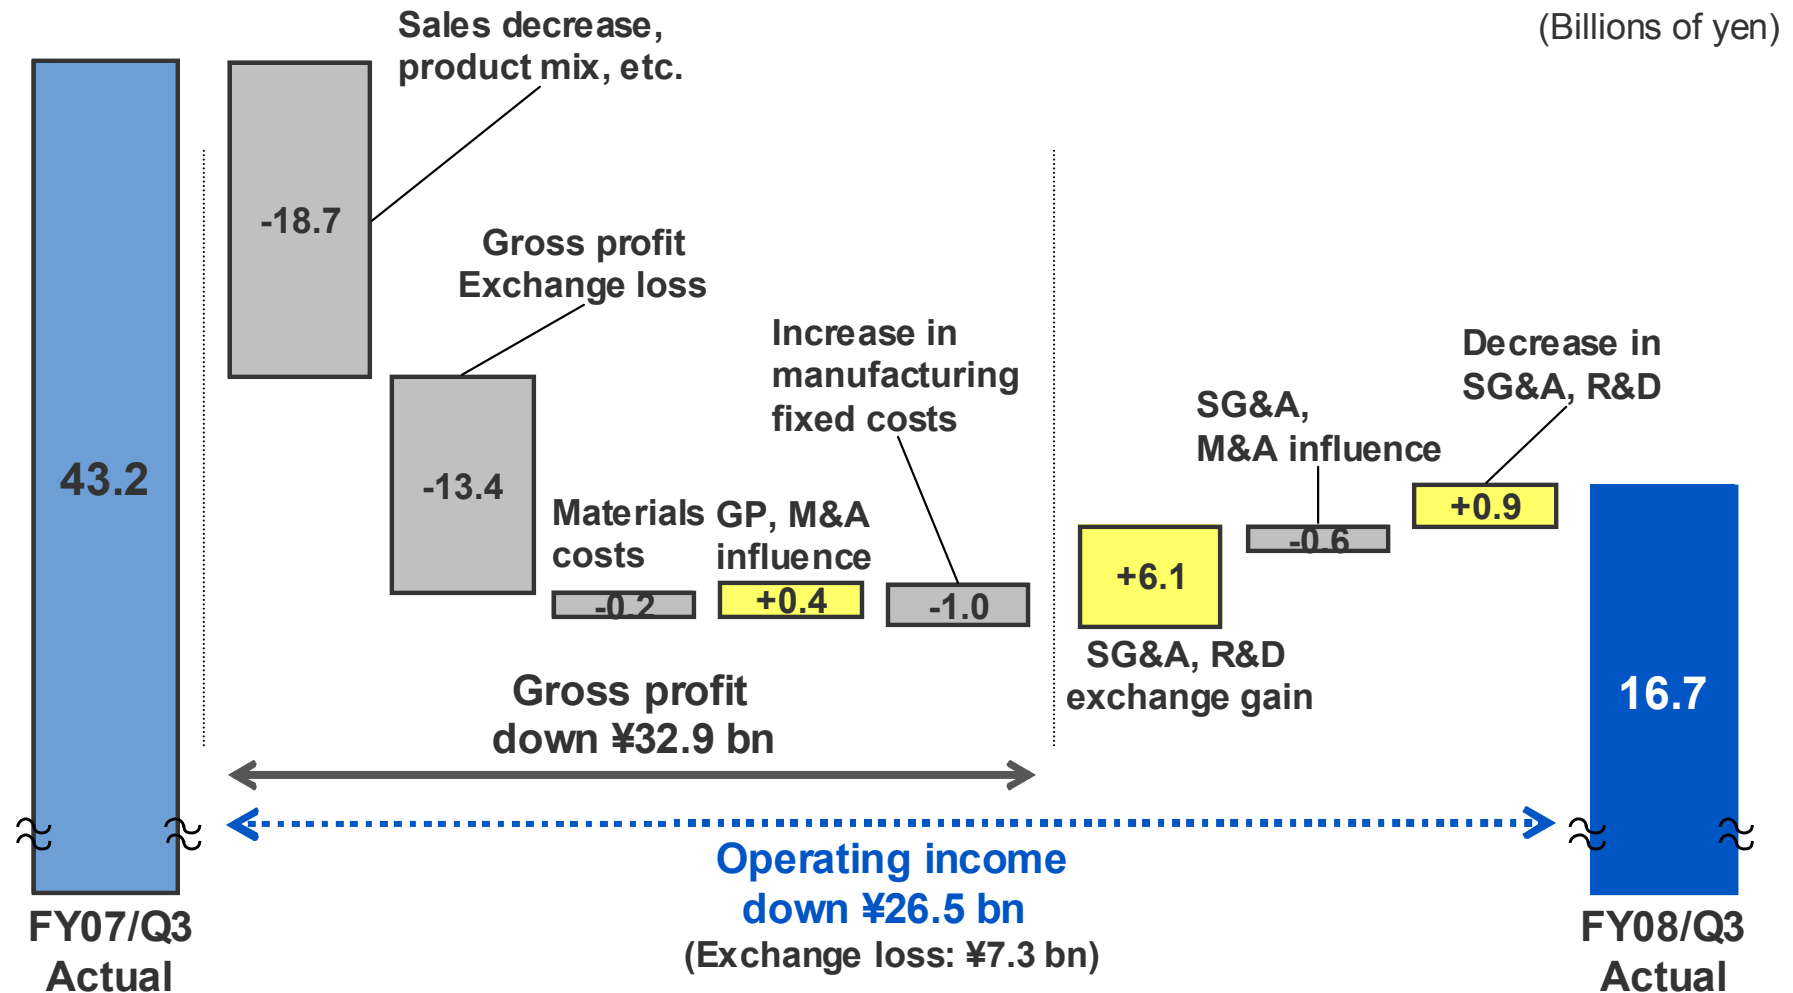 (Billions of yen)
Sales decrease,
product mix, etc.
-18.7
Gross profit
Exchange loss
-13.4
Materials
costs
-0.2
GP, M&A
influence
+0.4
Increase in
manufacturing
fixed costs
-1.0
+6.1
SG&A, R&D
exchange gain
SG&A,
M&A influence
-0.6
Decrease in
SG&A, R&D
+0.9
43.2
16.7
Gross profit
down ¥32.9 bn
Operating income
down ¥26.5 bn
(Exchange loss: ¥7.3 bn)
FY07/Q3
Actual
FY08/Q3
Actual